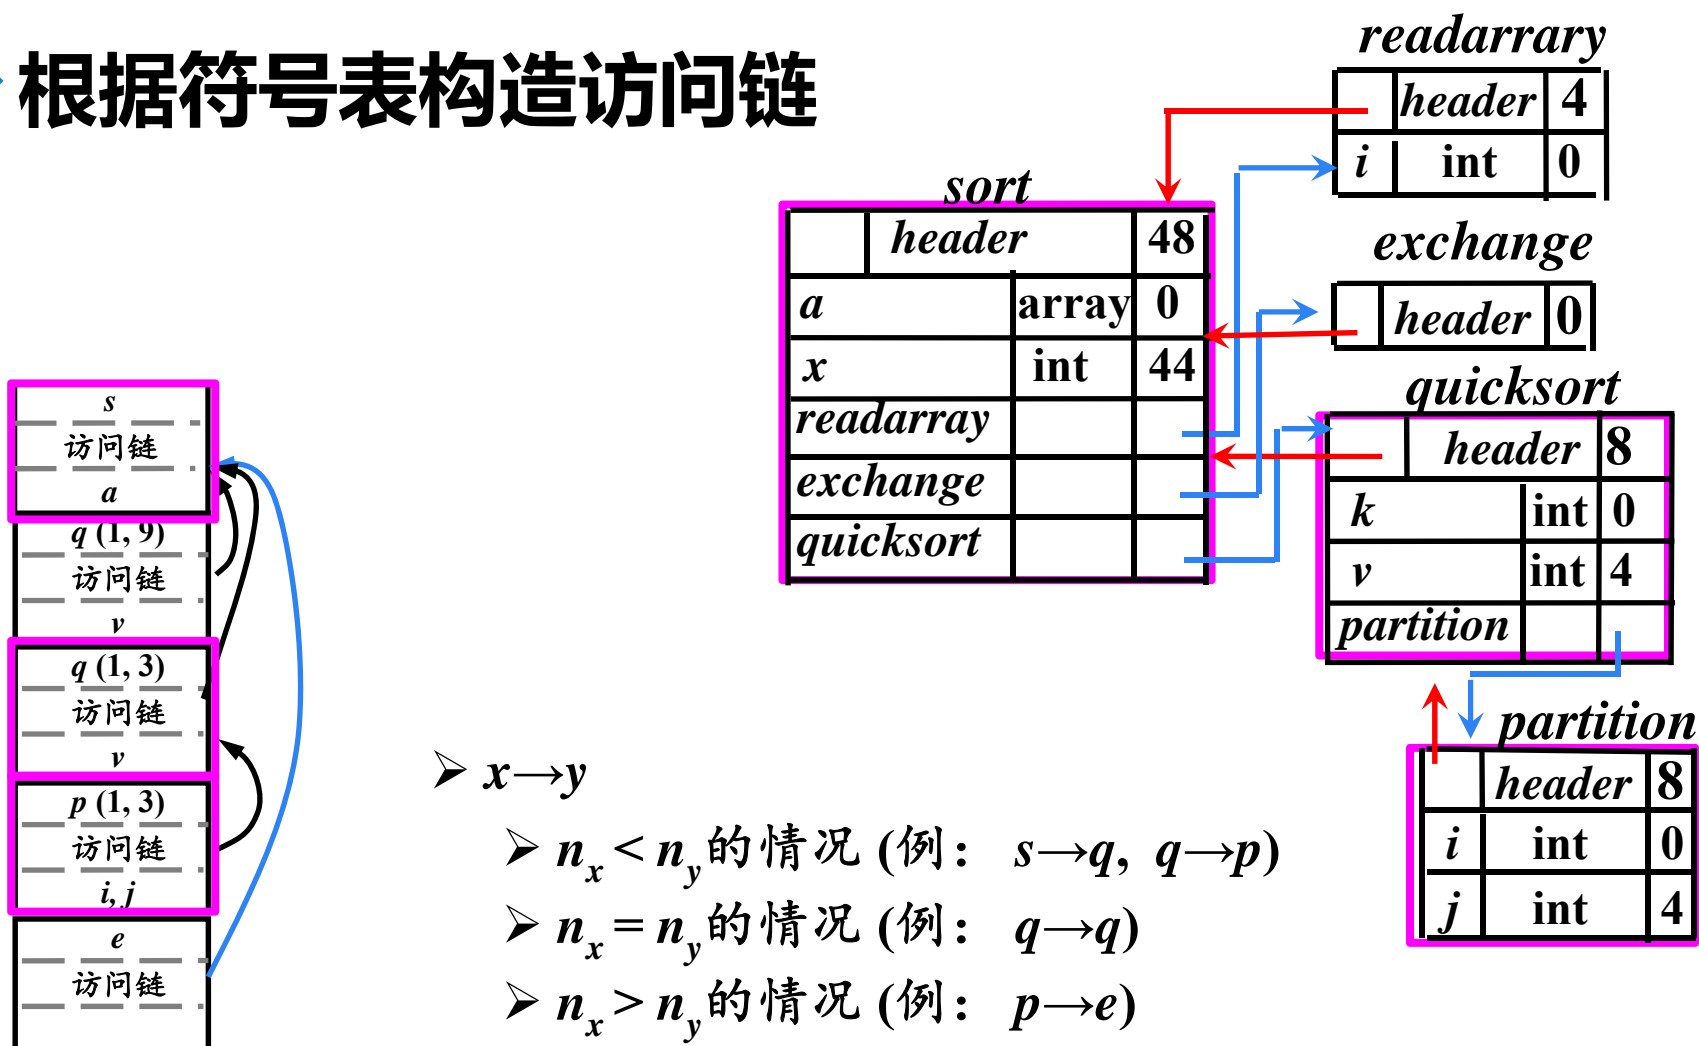 根据符号表构造访问链
readarrary
header 4
i int 0
sort
header 48
a array 0
x int 44
readarray
exchange
quicksort
exchange
header 0
quicksort
header 8
k int 0
v int 4
partition
partition
header 8
i int 0
j int 4
s
访问链
a
q (1, 9)
访问链
v
q (1, 3)
访问链
v
p (1, 3)
访问链
i, j
e
访问链
➢ x→y
➢ nx < ny的情况 (例： s→q, q→p)
➢ nx = ny的情况 (例： q→q)
➢ nx > ny的情况 (例： p→e)